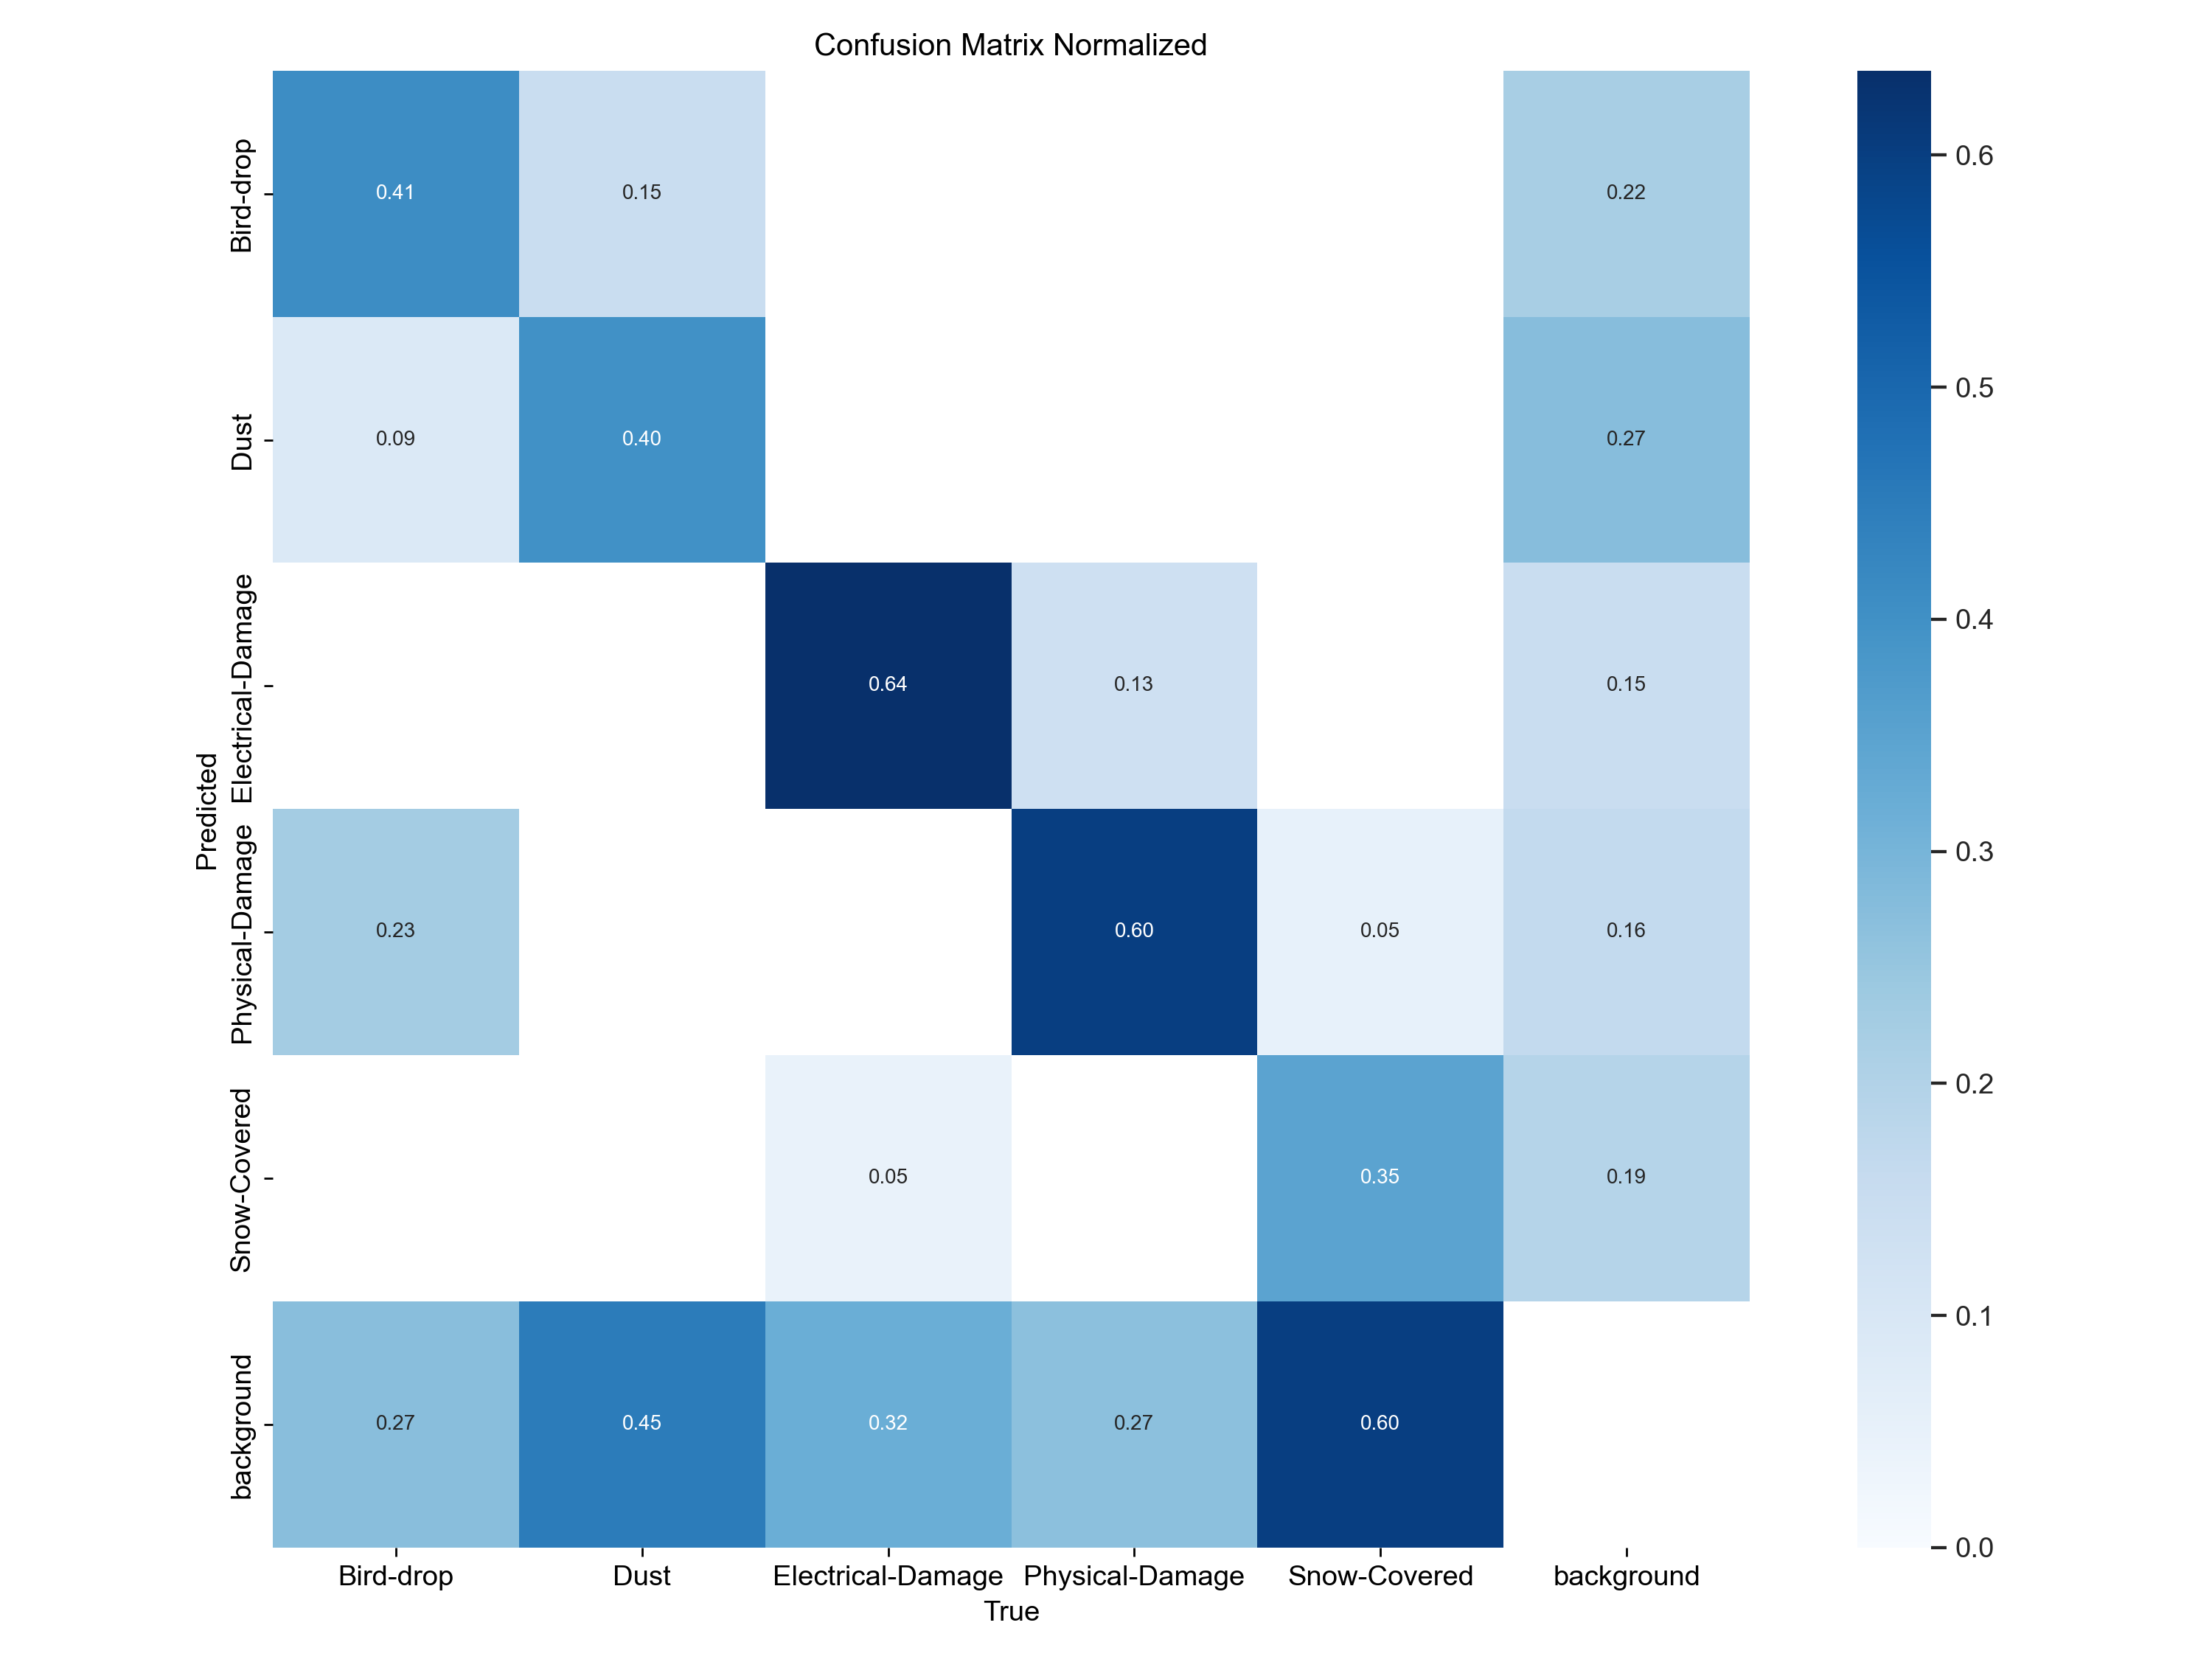 Confusion Matrix Normalized
Bird-drop
0.41
0.15
0.22
0.6
Dust
0.09
0.40
0.27
0.5
Electrical-Damage
0.64
0.13
0.15
0.4
Predicted
Physical-Damage
0.23
0.60
0.05
0.16
0.3
Snow-Covered
0.05
0.35
0.19
0.2
background
0.27
0.45
0.32
0.27
0.60
0.1
0.0
Bird-drop Dust Electrical-Damage Physical-Damage Snow-Covered background
True